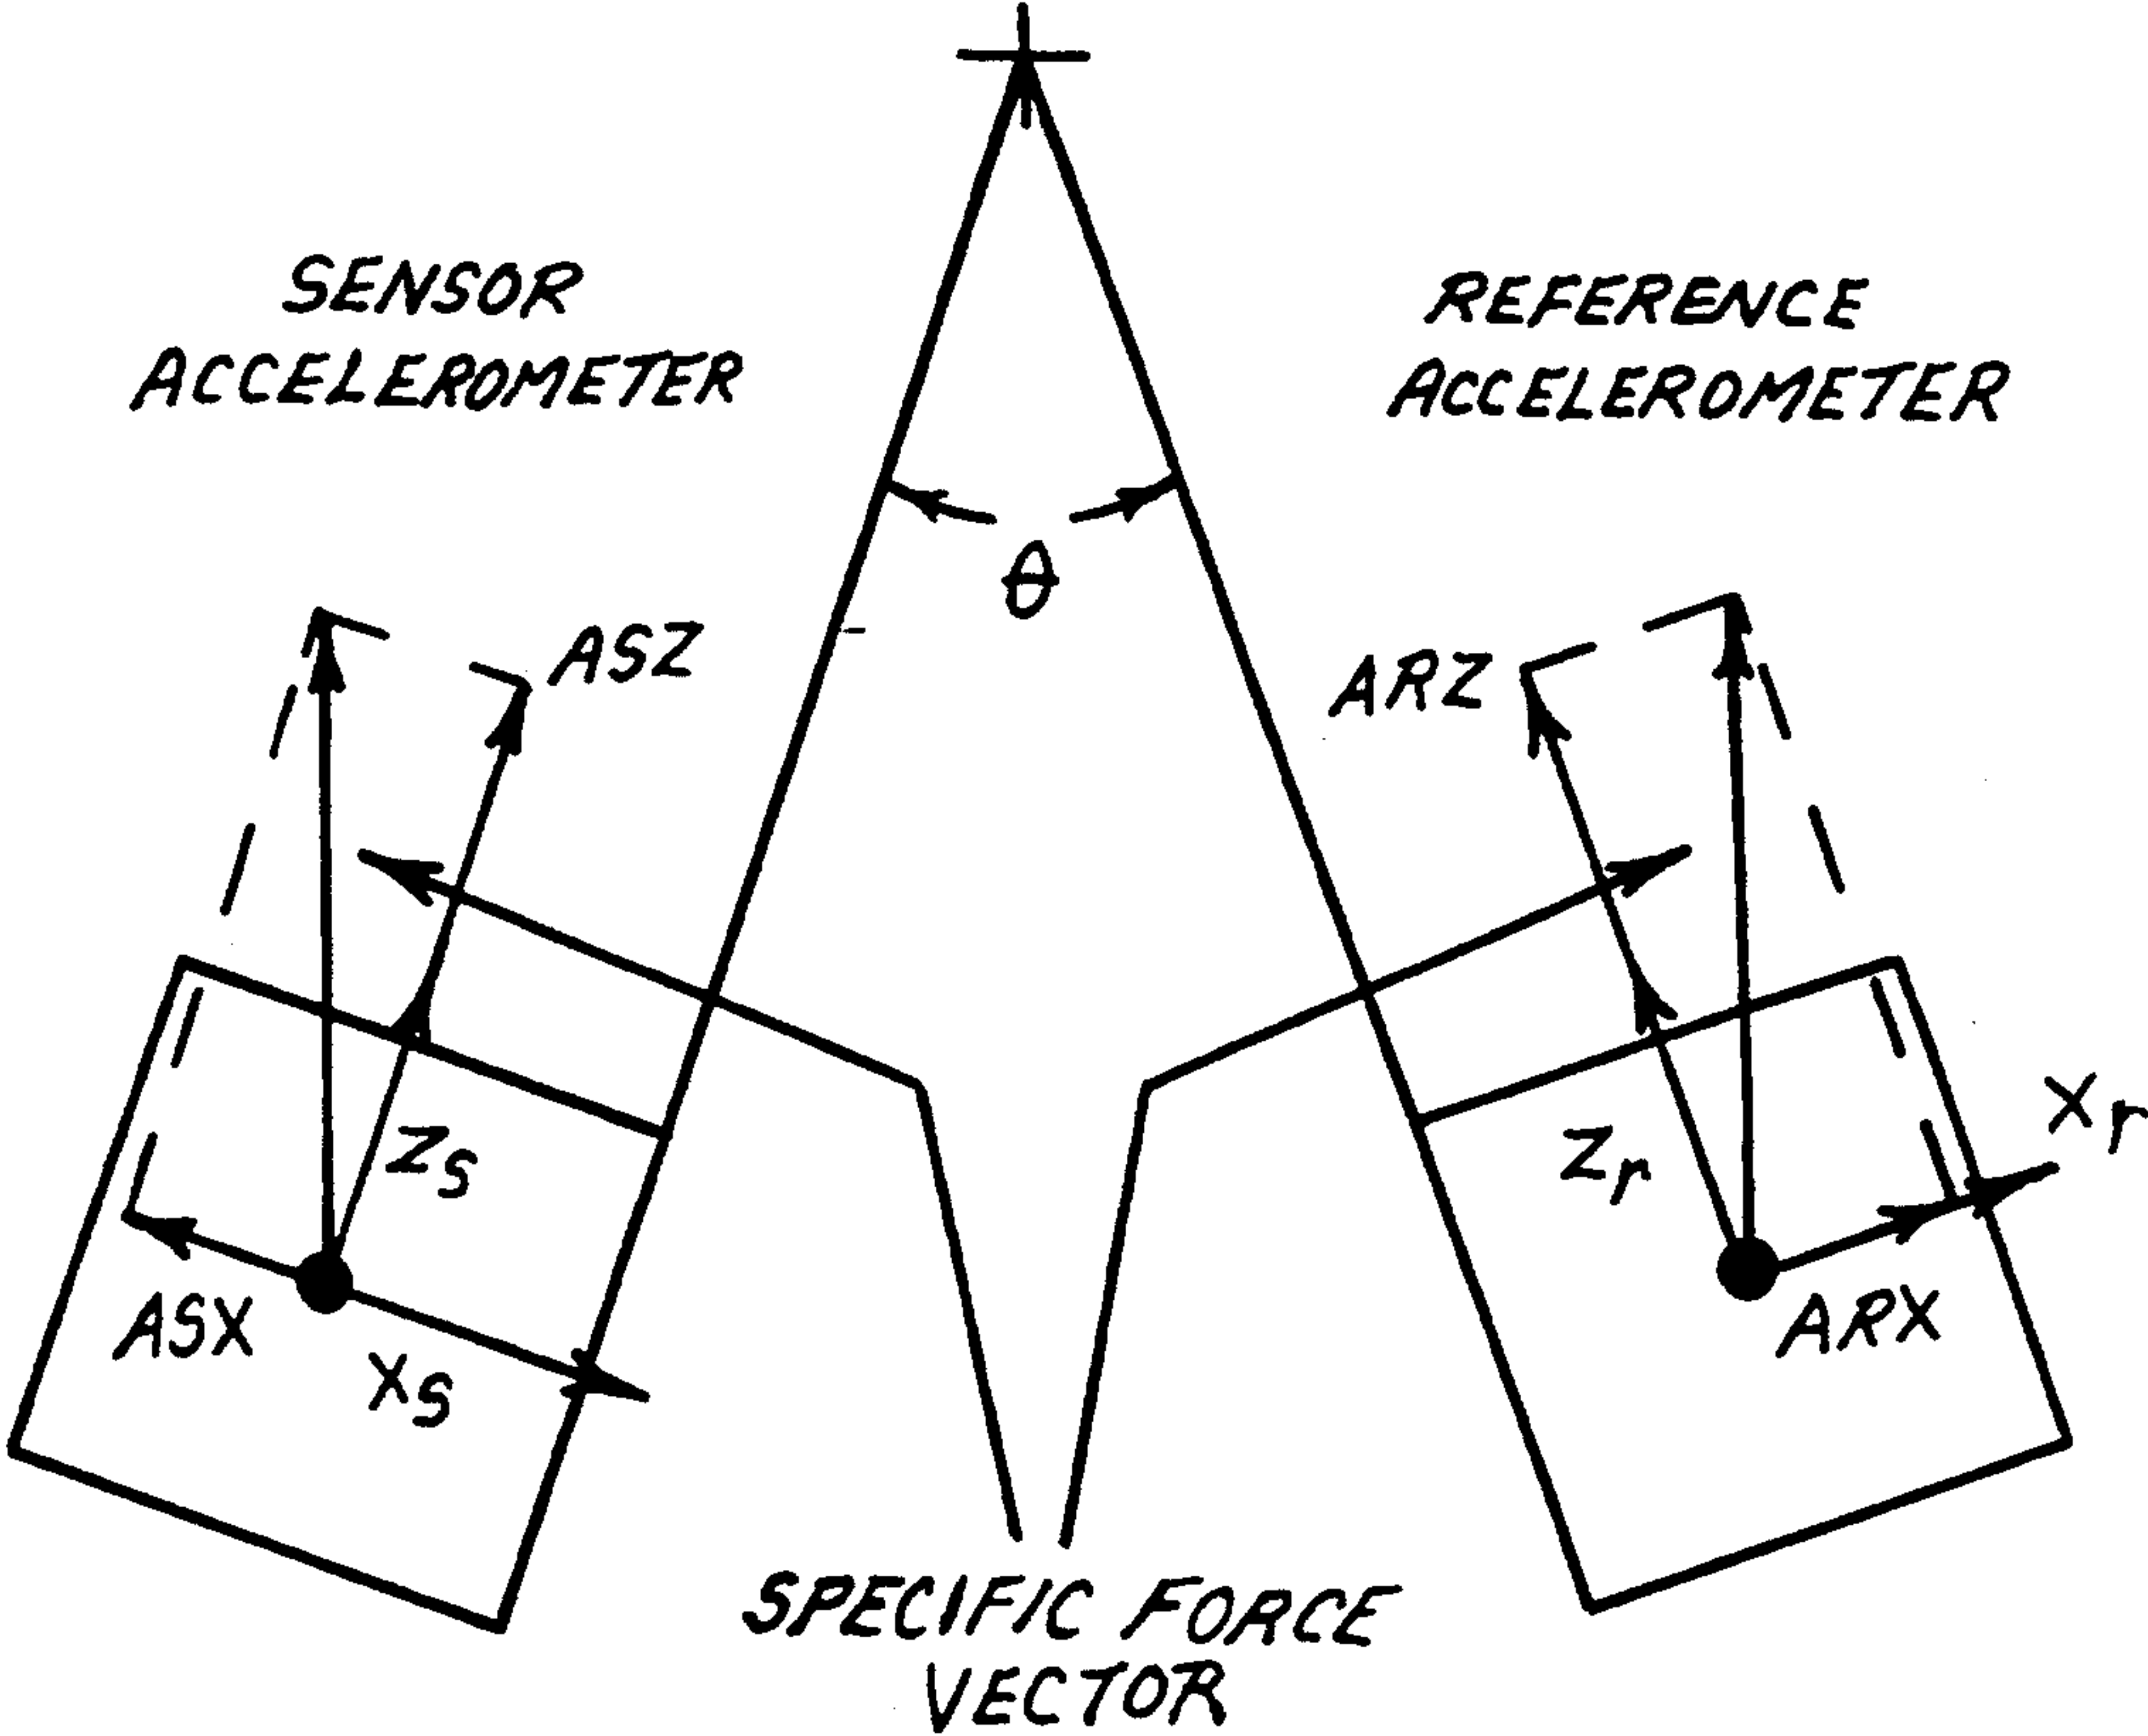 SENSOR
ACCELEROMETER
REFERENCE
ACCELEROMETER
θ
ASZ
ARZ
Zs
Zr
Xr
ASX
Xs
ARX
SPECIFIC FORCE
VECTOR